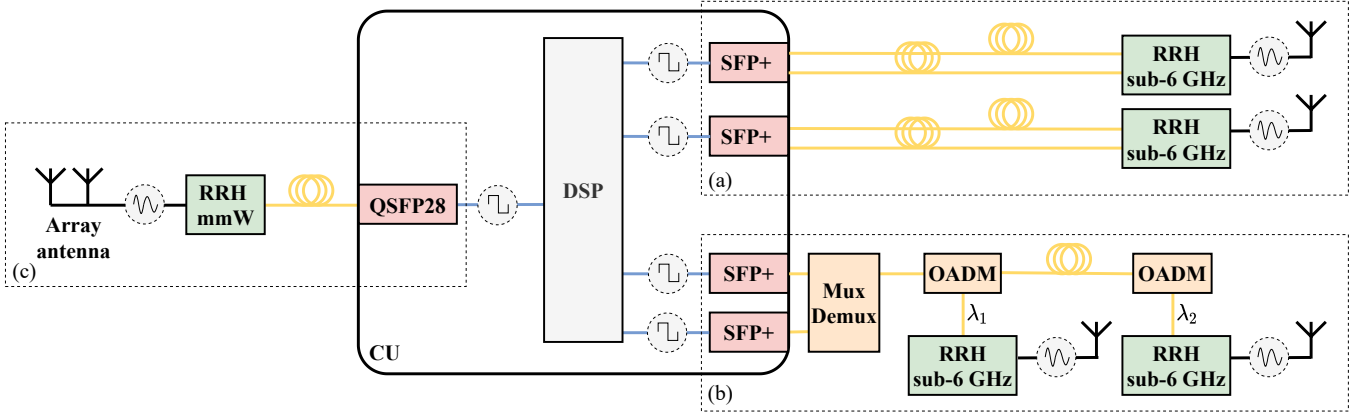 SFP+
RRH
sub-6 GHz
SFP+
RRH
sub-6 GHz
(a)
DSP
RRH
mmW
QSFP28
Array
antenna
(c)
SFP+
Mux
Demux
OADM
OADM
λ1
λ2
SFP+
CU
RRH
sub-6 GHz
RRH
sub-6 GHz
(b)